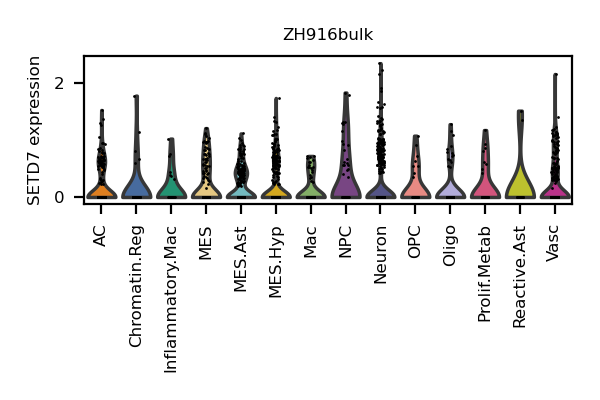 ZH916bulk
SETD7 expression
2
0
AC
Chromatin.Reg
Inflammatory.Mac
MES
MES.Ast
MES.Hyp
Mac
NPC
Neuron
OPC
Oligo
Prolif.Metab
Reactive.Ast
Vasc